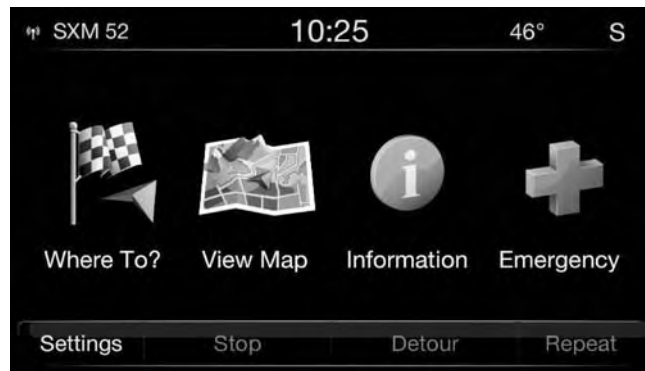 SXM 52 10:25 46° S
Where To? View Map Information Emergency
Settings Stop Detour Repeat